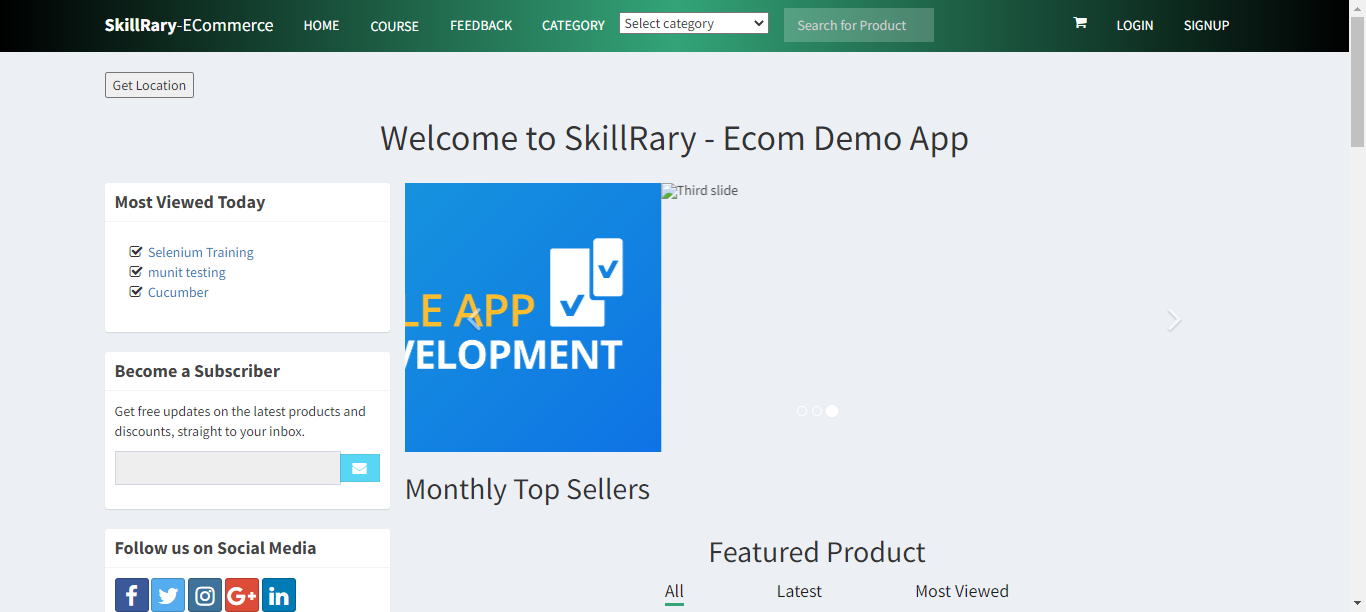 SkillRary-ECommerce HOME COURSE FEEDBACK CATEGORY Select category Search for Product LOGIN SIGNUP
Get Location
Welcome to SkillRary - Ecom Demo App
Most Viewed Today
Selenium Training
munit testing
Cucumber
Become a Subscriber
Get free updates on the latest products and
discounts, straight to your inbox.
Follow us on Social Media
f G+ in
LE APP
VELOPMENT
Third slide
Monthly Top Sellers
Featured Product
All Latest Most Viewed